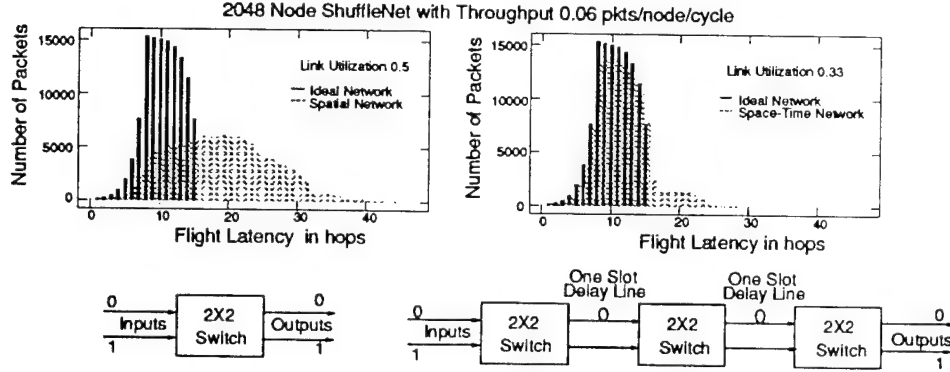 2048 Node ShuffleNet with Throughput 0.06 pkts/node/cycle
Number of Packets
15000
10000
5000
0
Link Utilization 0.5
Ideal Network
Spatial Network
0
10
20
30
40
Flight Latency in hops
Number of Packets
15000
10000
5000
0
Link Utilization 0.33
Ideal Network
Space-Time Network
0
10
20
30
40
Flight Latency in hops
0
Inputs
1
2X2
Switch
0
Outputs
1
One Slot
Delay Line
One Slot
Delay Line
0
Inputs
1
2X2
Switch
2X2
Switch
2X2
Switch
0
Outputs
1